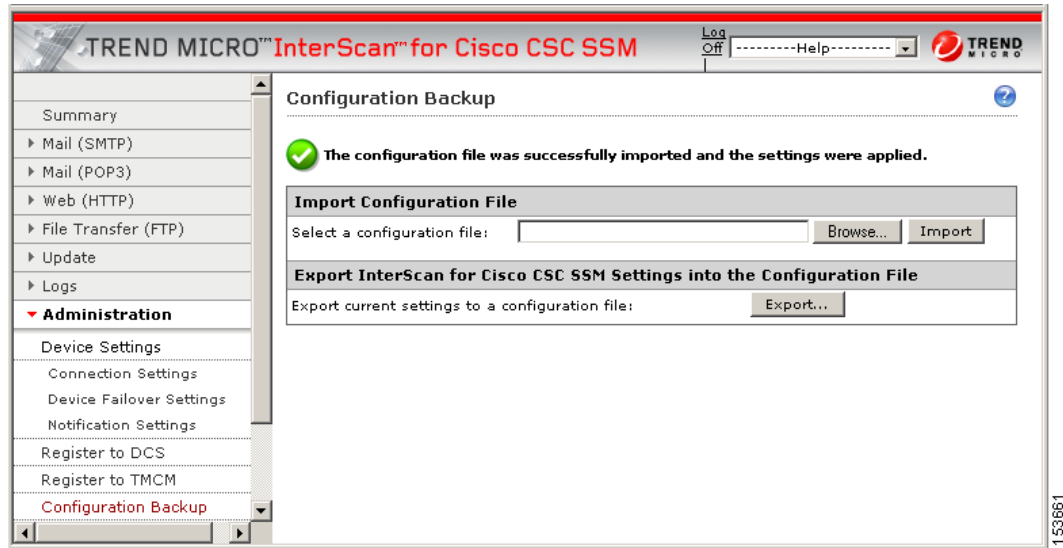 TREND MICRO™ InterScan™ for Cisco CSC SSM
Log Off
---------Help---------
TREND MICRO
Summary
Mail (SMTP)
Mail (POP3)
Web (HTTP)
File Transfer (FTP)
Update
Logs
Administration
Device Settings
Connection Settings
Device Failover Settings
Notification Settings
Register to DCS
Register to TMCM
Configuration Backup
Configuration Backup
?
The configuration file was successfully imported and the settings were applied.
Import Configuration File
Select a configuration file: Browse... Import
Export InterScan for Cisco CSC SSM Settings into the Configuration File
Export current settings to a configuration file: Export...
153661